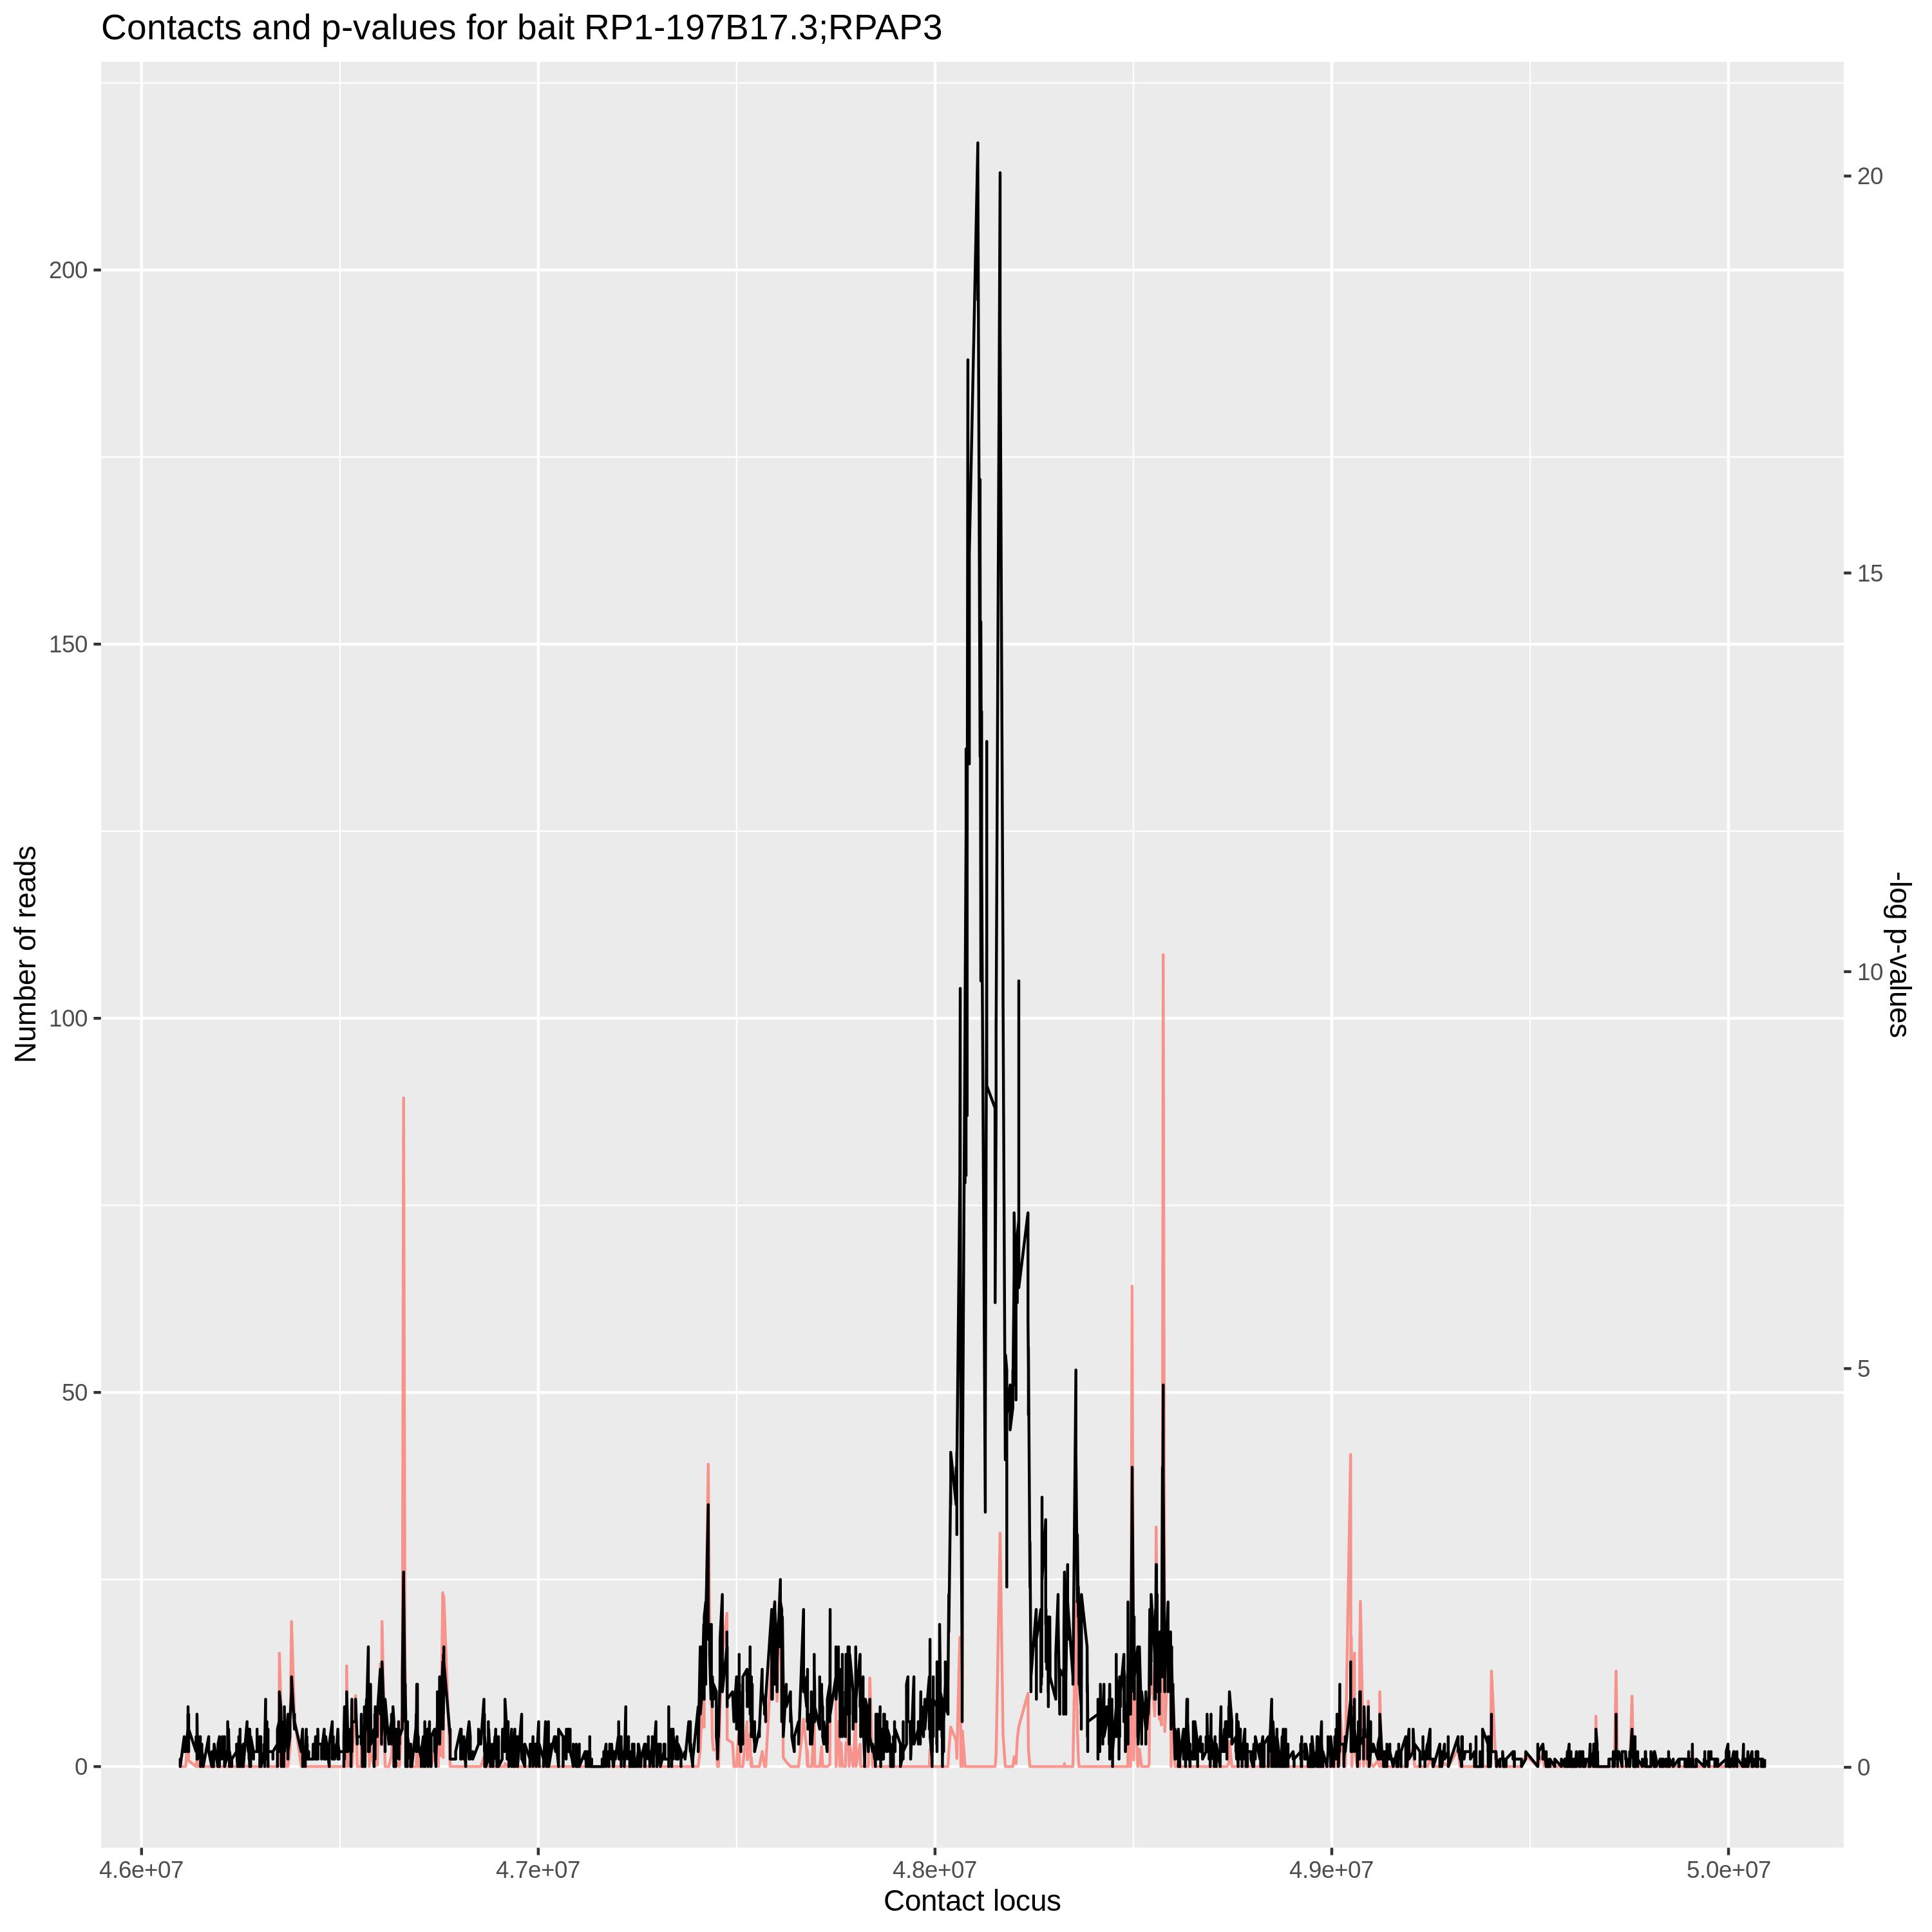 Contacts and p-values for bait RP1-197B17.3;RPAP3
Number of reads
200
150
100
50
0
20
15
10
5
0
-log p-values
4.6e+07 4.7e+07 4.8e+07 4.9e+07 5.0e+07
Contact locus